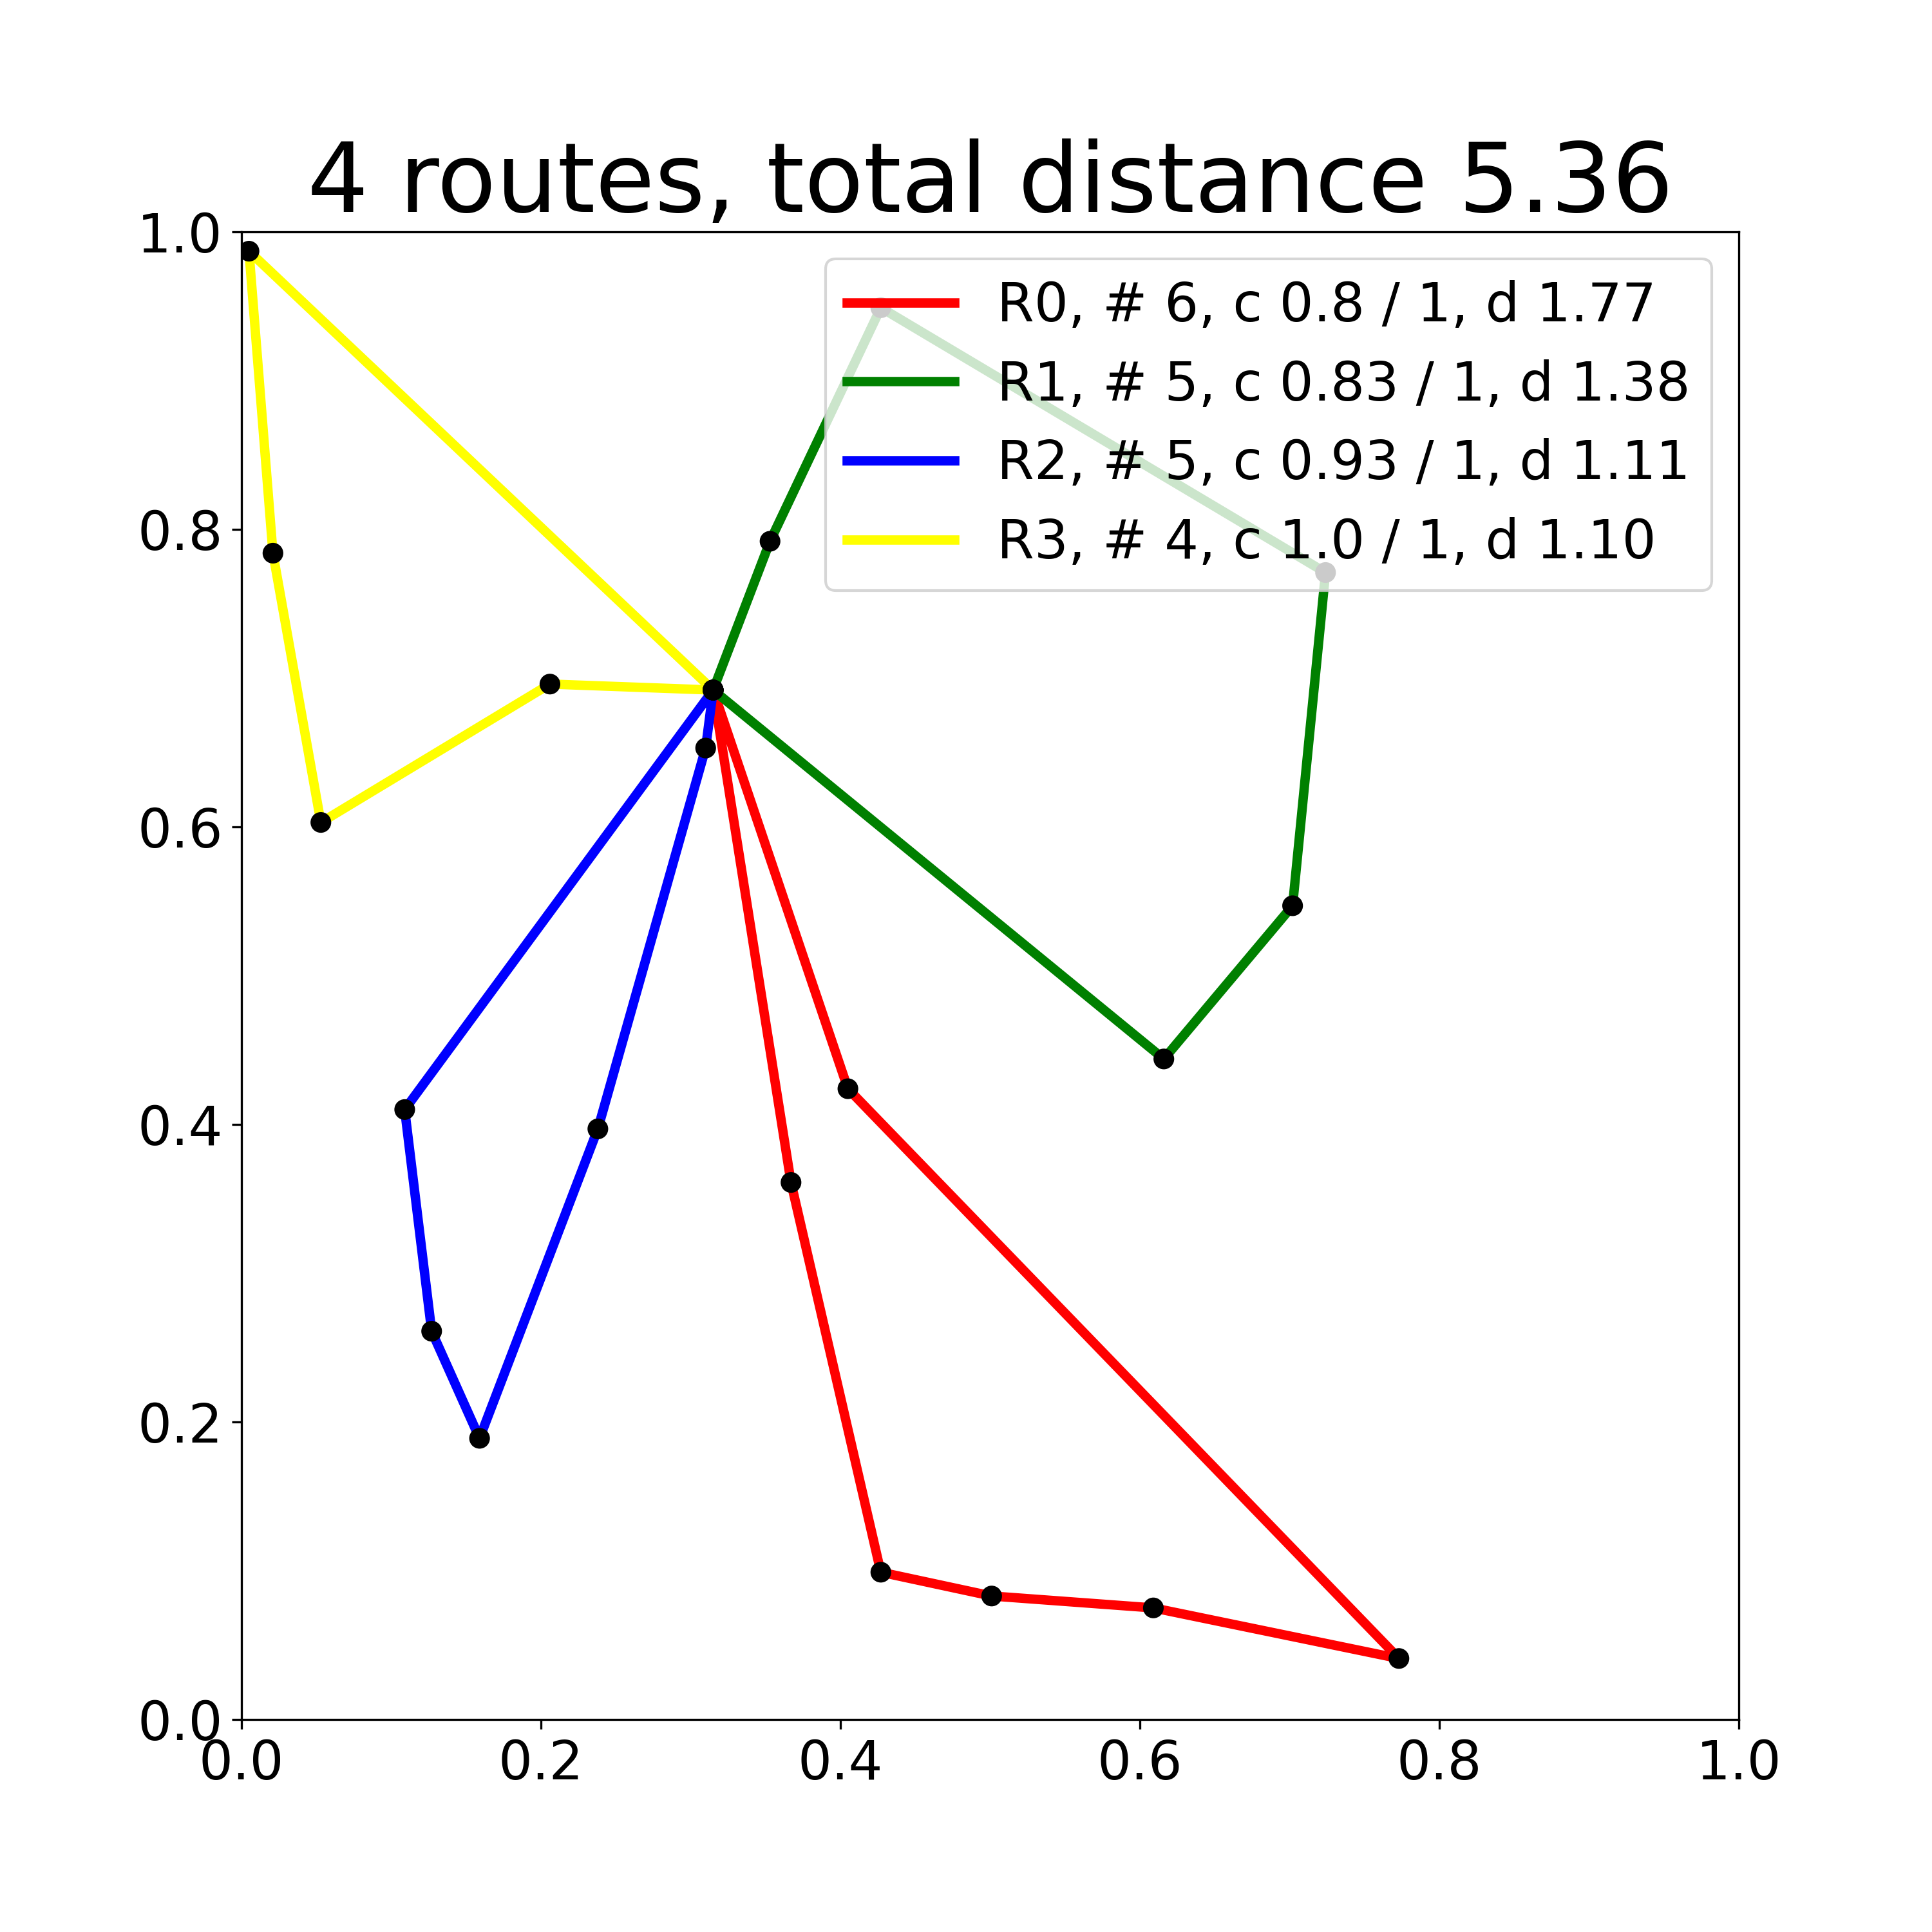 4 routes, total distance 5.36
R0, # 6, c 0.8 / 1, d 1.77
R1, # 5, c 0.83 / 1, d 1.38
R2, # 5, c 0.93 / 1, d 1.11
R3, # 4, c 1.0 / 1, d 1.10
1.0
0.8
0.6
0.4
0.2
0.0
0.0 0.2 0.4 0.6 0.8 1.0